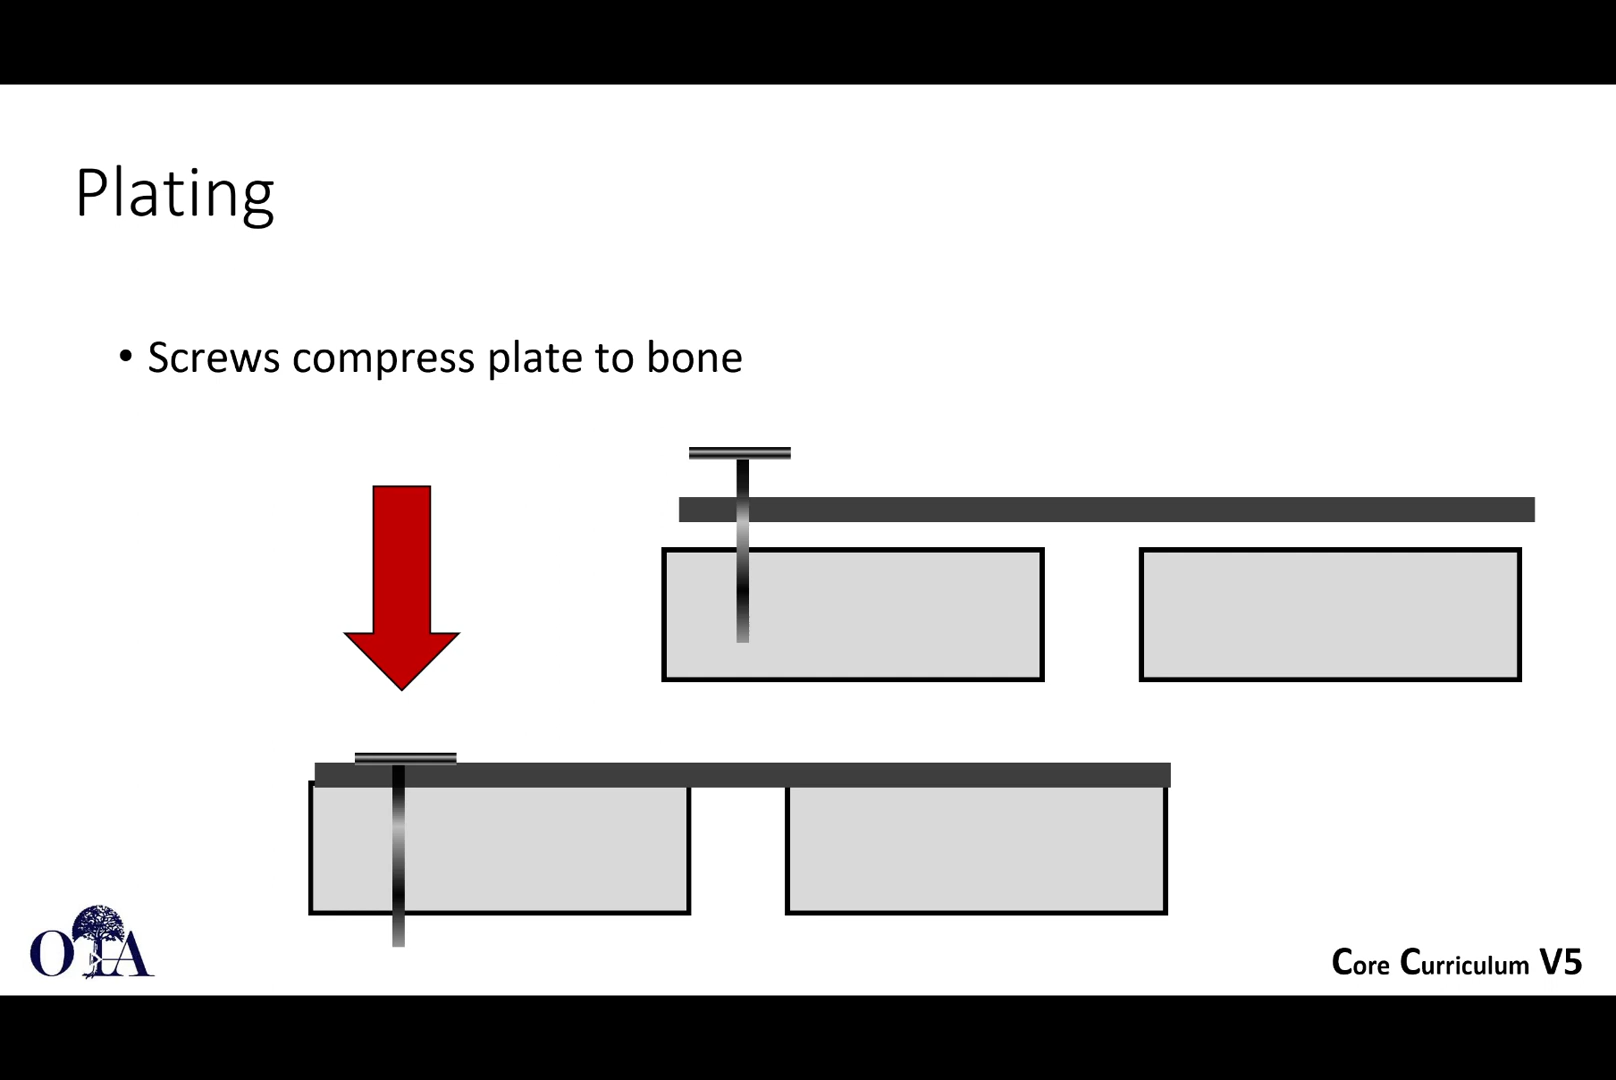 Plating
• Screws compress plate to bone
OTA
Core Curriculum V5